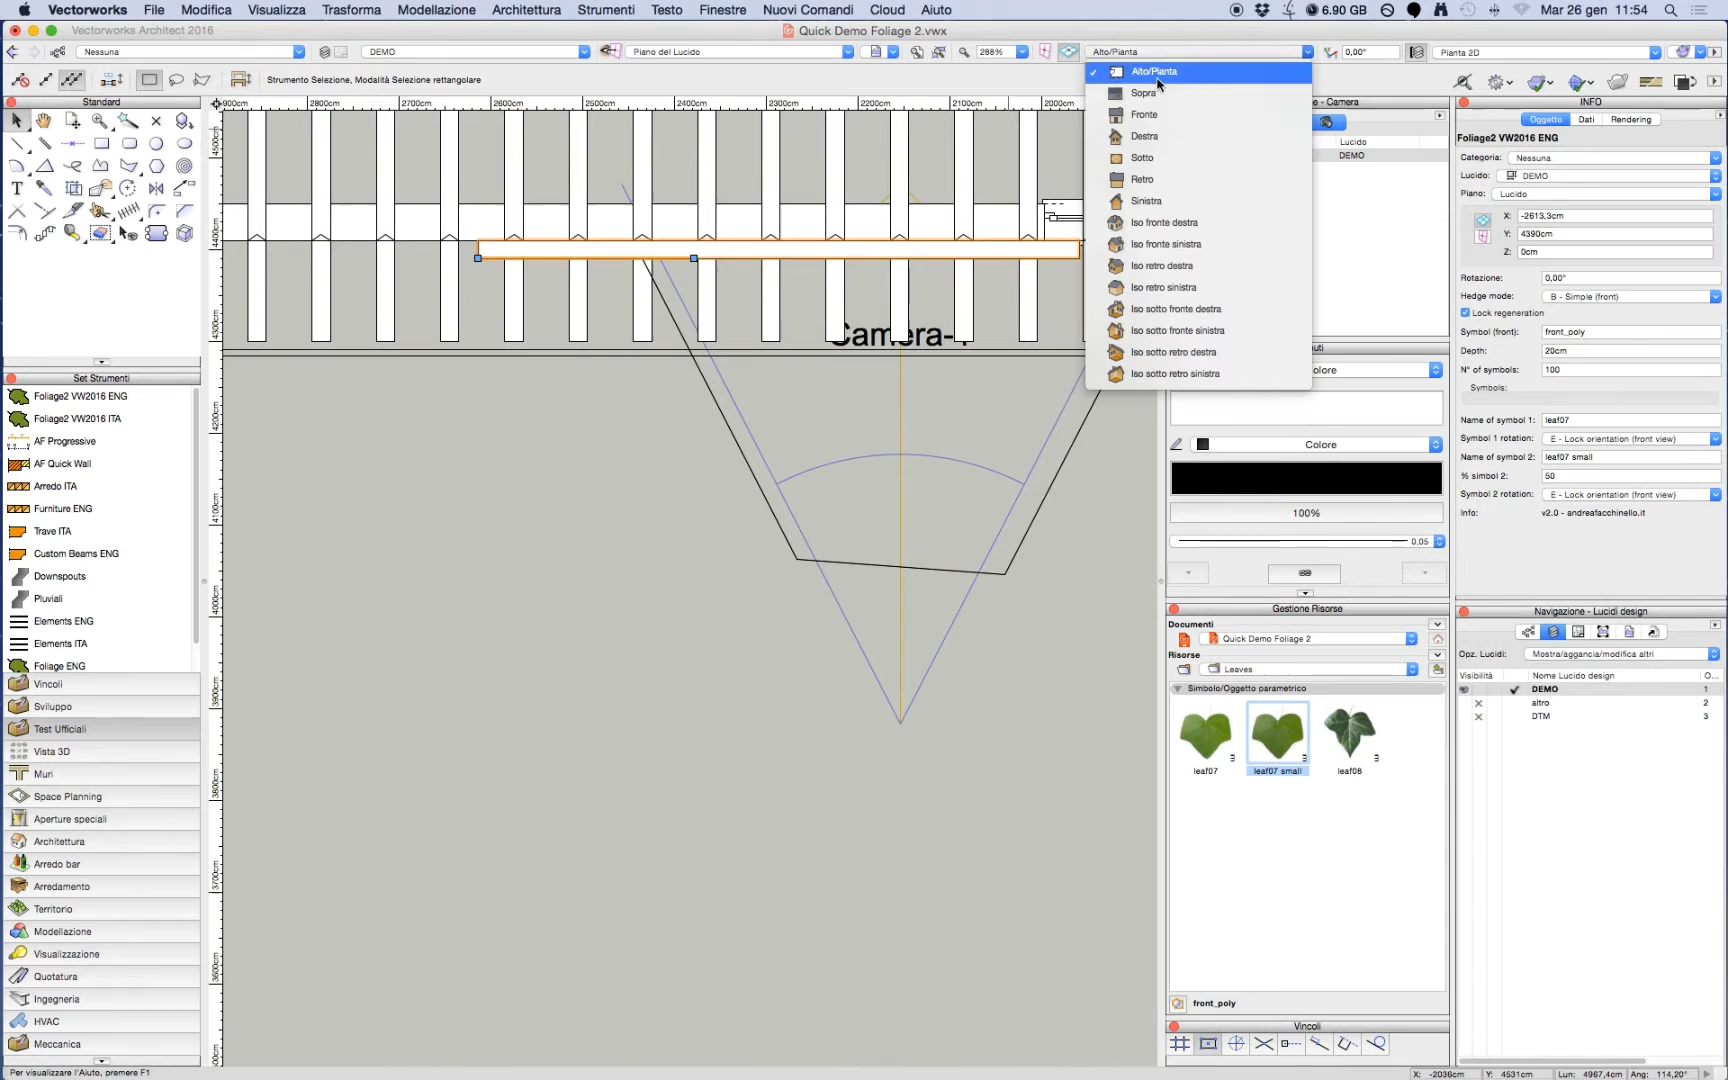 Vectorworks File Modifica Visualizza Trasforma Modellazione Architettura Strumenti Testo Finestre Nuovi Comandi Cloud Aiuto 6.90 GB Mar 26 gen 11:54
Vectorworks Architect 2016 Quick Demo Foliage 2.vwx
Nessuna DEMO Piano del Lucido 288% Alto/Pianta 0,00° Pianta 2D
Strumento Selezione, Modalità Selezione rettangolare
Standard
2800cm 2700cm 2600cm 2500cm 2400cm 2300cm 2200cm 2100cm 2000cm
Alto/Pianta
Sopra
Fronte
Destra
Sotto
Retro
Sinistra
Iso fronte destra
Iso fronte sinistra
Iso retro destra
Iso retro sinistra
Iso sotto fronte destra
Iso sotto fronte sinistra
Iso sotto retro destra
Iso sotto retro sinistra
Set Strumenti
Foliage2 VW2016 ENG
Foliage2 VW2016 ITA
AF Progressive
AF Quick Wall
Arredo ITA
Furniture ENG
Trave ITA
Custom Beams ENG
Downspouts
Pluviali
Elements ENG
Elements ITA
Foliage ENG
Vincoli
Sviluppo
Test Ufficiali
Vista 3D
Muri
Space Planning
Aperture speciali
Architettura
Arredo bar
Arredamento
Territorio
Modellazione
Visualizzazione
Quotatura
Ingegneria
HVAC
Meccanica
Per visualizzare l'Aiuto, premere F1
e - Camera
Lucido
DEMO
Colore
100%
0,05
Gestione Risorse
Documenti
Quick Demo Foliage 2
Risorse
Leaves
Simbolo/Oggetto parametrico
leaf07 leaf07 small leaf08
front_poly
Vincoli
INFO
Oggetto Dati Rendering
Foliage2 VW2016 ENG
Categoria: Nessuna
Lucido: DEMO
Piano: Lucido
X: -2613,3cm
Y: 4390cm
Z: 0cm
Rotazione: 0,00°
Hedge mode: B - Simple (front)
Lock regeneration
Symbol (front): front_poly
Depth: 20cm
N° of symbols: 100
Symbols:
Name of symbol 1: leaf07
Symbol 1 rotation: E - Lock orientation (front view)
Name of symbol 2: leaf07 small
% simbol 2: 50
Symbol 2 rotation: E - Lock orientation (front view)
Info: v2.0 - andreafacchinello.it
Navigazione - Lucidi design
Opz. Lucidi: Mostra/aggancia/modifica altri
Visibilità Nome Lucido design O...
DEMO 1
altro 2
DTM 3
X: -2036cm Y: 4531cm Lun: 4967,4cm Ang: 114,20°